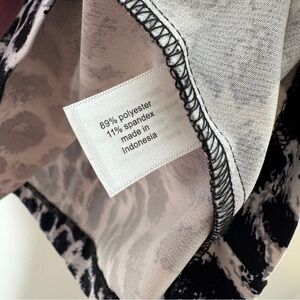 89% polyester
11% spandex
made in
Indonesia